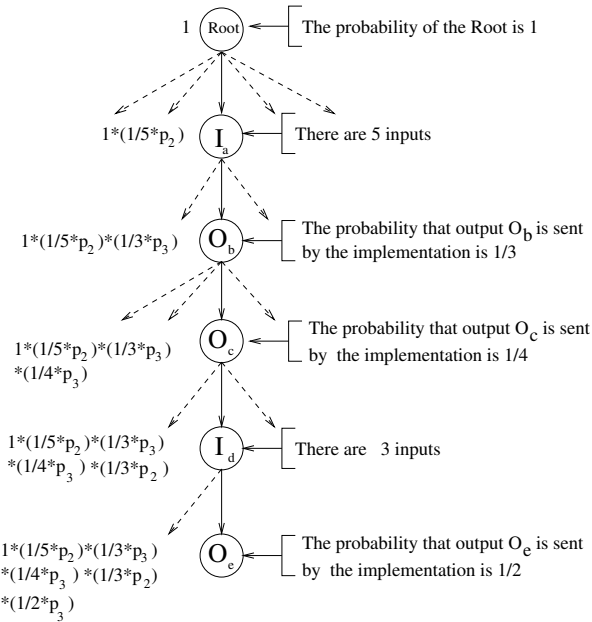 1 Root The probability of the Root is 1
1*(1/5*p2) Ia There are 5 inputs
1*(1/5*p2)*(1/3*p3) Ob The probability that output Ob is sent
by the implementation is 1/3
1*(1/5*p2)*(1/3*p3)
*(1/4*p3)
Oc The probability that output Oc is sent
by the implementation is 1/4
1*(1/5*p2)*(1/3*p3)
*(1/4*p3) *(1/3*p2)
Id There are 3 inputs
1*(1/5*p2)*(1/3*p3)
*(1/4*p3) *(1/3*p2)
*(1/2*p3)
Oe The probability that output Oe is sent
by the implementation is 1/2